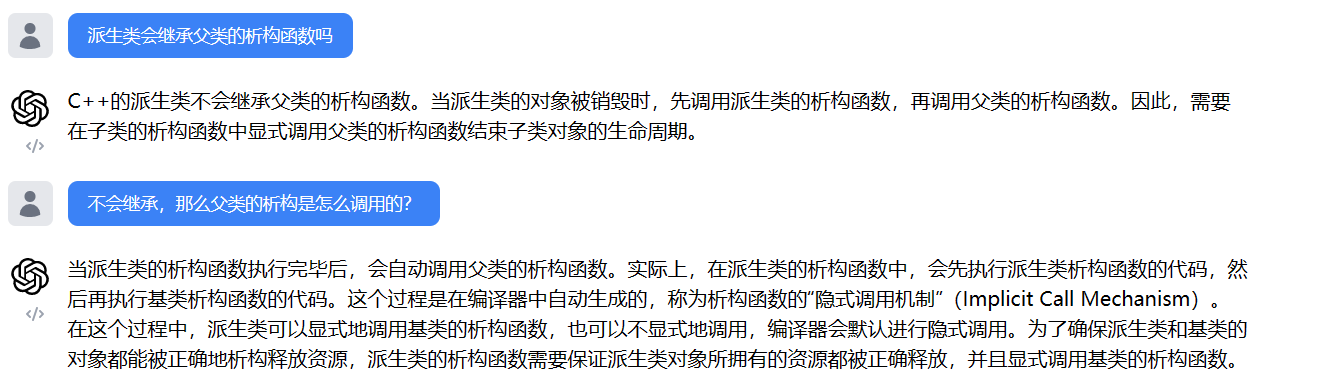 派生类会继承父类的析构函数吗
C++的派生类不会继承父类的析构函数。当派生类的对象被销毁时，先调用派生类的析构函数，再调用父类的析构函数。因此，需要
在子类的析构函数中显式调用父类的析构函数结束子类对象的生命周期。
</>
不会继承，那么父类的析构是怎么调用的？
当派生类的析构函数执行完毕后，会自动调用父类的析构函数。实际上，在派生类的析构函数中，会先执行派生类析构函数的代码，然
后再执行基类析构函数的代码。这个过程是在编译器中自动生成的，称为析构函数的“隐式调用机制”（Implicit Call Mechanism）。
</>
在这个过程中，派生类可以显式地调用基类的析构函数，也可以不显式地调用，编译器会默认进行隐式调用。为了确保派生类和基类的
对象都能被正确地析构释放资源，派生类的析构函数需要保证派生类对象所拥有的资源都被正确释放，并且显式调用基类的析构函数。